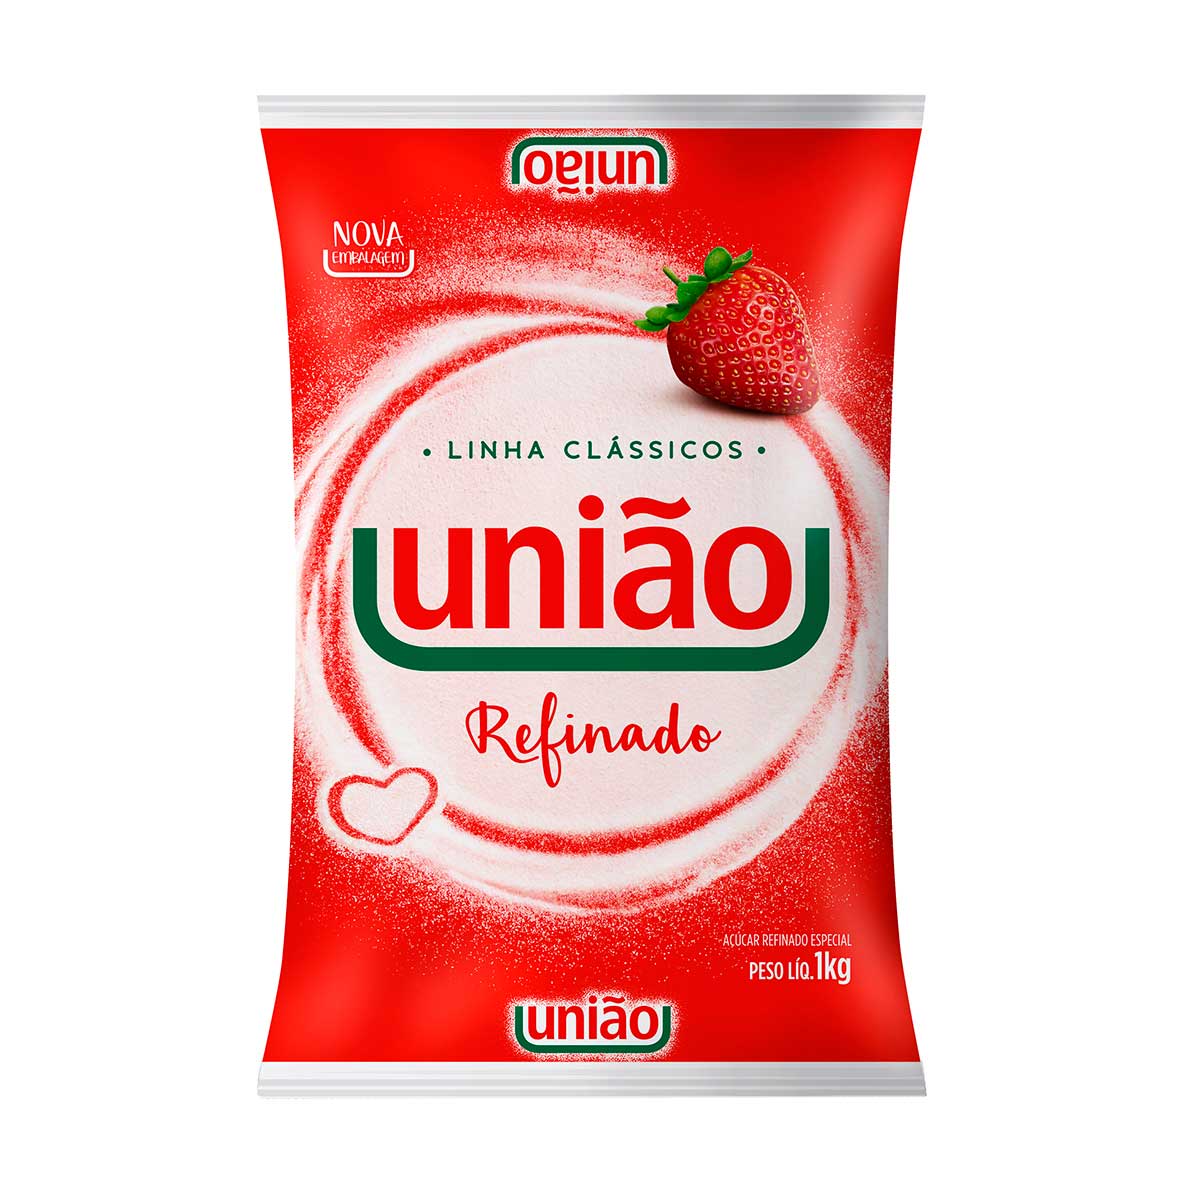 união
NOVA
EMBALAGEM
• LINHA CLÁSSICOS •
união
Refinado
AÇÚCAR REFINADO ESPECIAL
PESO LÍQ.1kg
união